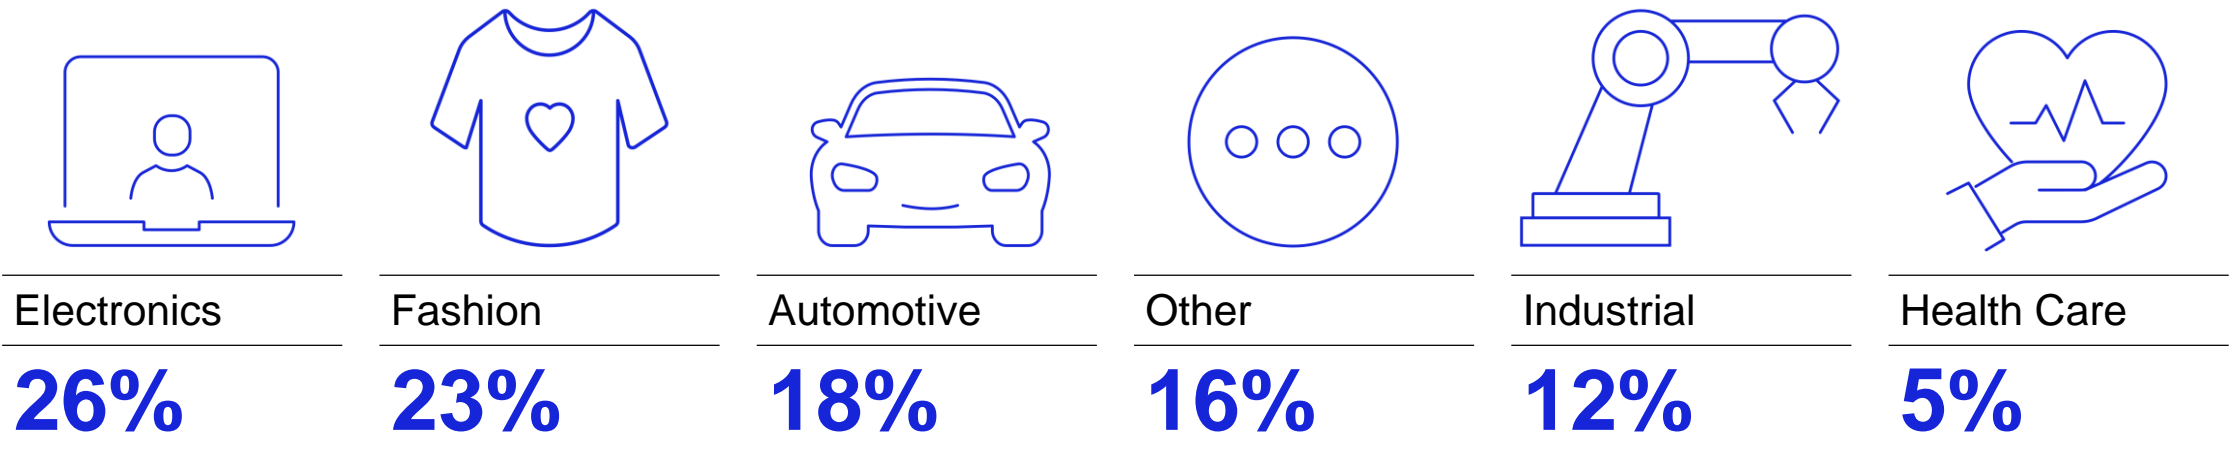 Electronics
26%
Fashion
23%
Automotive
18%
Other
16%
Industrial
12%
Health Care
5%